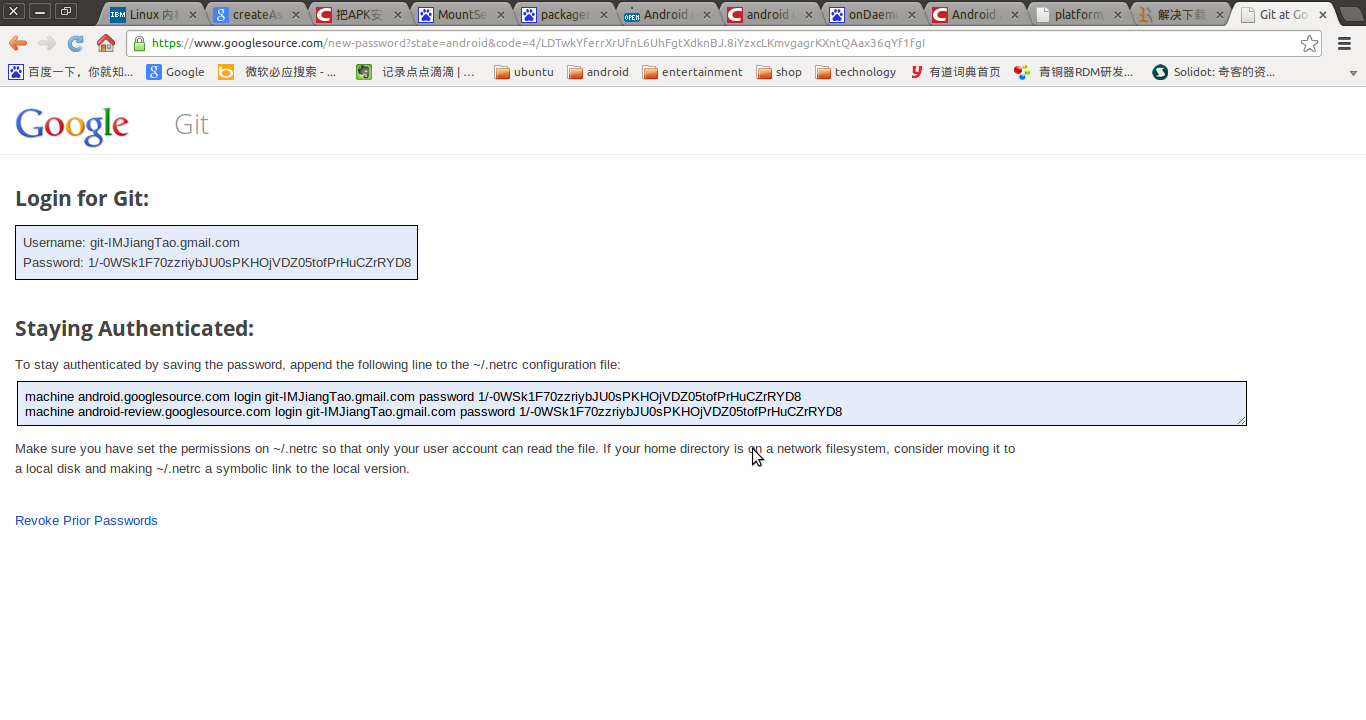 Linux 内核
createAs
把APK安
MountSe
package
Android
android
onDaem
Android
platform
解决下载
Git at Go
https://www.googlesource.com/new-password?state=android&code=4/LDTwkYferrXrUfnL6UhFgtXdknBJ.8iYzxcLKmvgagrKXntQAax36qYf1fgI
百度一下，你就知... Google 微软必应搜索 - ... 记录点点滴滴 | ... ubuntu android entertainment shop technology 有道词典首页 青铜器RDM研发... Solidot: 奇客的资...
Google Git
Login for Git:
Username: git-IMJiangTao.gmail.com
Password: 1/-0WSk1F70zzriybJU0sPKHOjVDZ05tofPrHuCZrRYD8
Staying Authenticated:
To stay authenticated by saving the password, append the following line to the ~/.netrc configuration file:
machine android.googlesource.com login git-IMJiangTao.gmail.com password 1/-0WSk1F70zzriybJU0sPKHOjVDZ05tofPrHuCZrRYD8
machine android-review.googlesource.com login git-IMJiangTao.gmail.com password 1/-0WSk1F70zzriybJU0sPKHOjVDZ05tofPrHuCZrRYD8
Make sure you have set the permissions on ~/.netrc so that only your user account can read the file. If your home directory is on a network filesystem, consider moving it to
a local disk and making ~/.netrc a symbolic link to the local version.
Revoke Prior Passwords